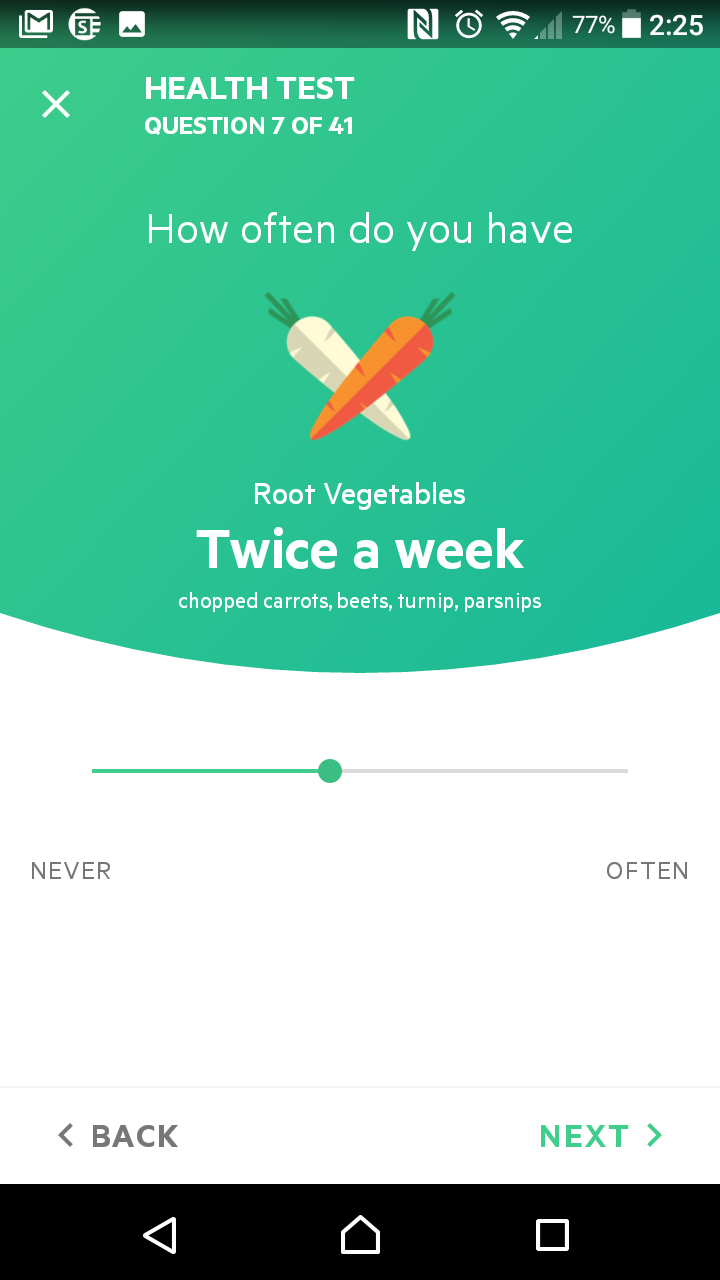 77% 2:25
HEALTH TEST
QUESTION 7 OF 41
How often do you have
Root Vegetables
Twice a week
chopped carrots, beets, turnip, parsnips
NEVER OFTEN
BACK NEXT